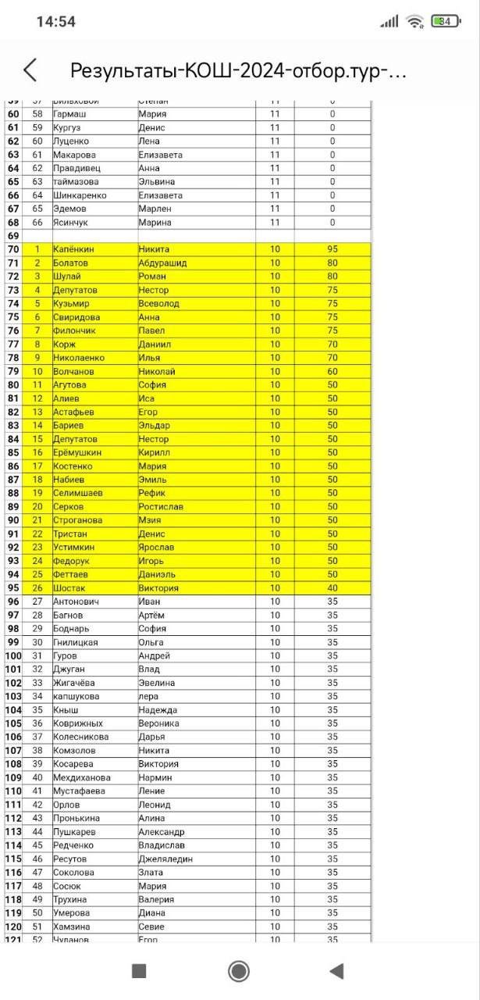 14:54
34
Результаты-КОШ-2024-отбор.тур-...
59 57 Вильховой Степан 11 0
60 58 Гармаш Мария 11 0
61 59 Кургуз Денис 11 0
62 60 Луценко Лена 11 0
63 61 Макарова Елизавета 11 0
64 62 Правдивец Анна 11 0
65 63 таймазова Эльвина 11 0
66 64 Шинкаренко Елизавета 11 0
67 65 Эдемов Марлен 11 0
68 66 Ясинчук Марина 11 0
69
70 1 Капёнкин Никита 10 95
71 2 Болатов Абдурашид 10 80
72 3 Шулай Роман 10 80
73 4 Депутатов Нестор 10 75
74 5 Кузьмир Всеволод 10 75
75 6 Свиридова Анна 10 75
76 7 Филончик Павел 10 75
77 8 Корж Даниил 10 70
78 9 Николаенко Илья 10 70
79 10 Волчанов Николай 10 60
80 11 Агутова София 10 50
81 12 Алиев Иса 10 50
82 13 Астафьев Егор 10 50
83 14 Бариев Эльдар 10 50
84 15 Депутатов Нестор 10 50
85 16 Ерёмушкин Кирилл 10 50
86 17 Костенко Мария 10 50
87 18 Набиев Эмиль 10 50
88 19 Селимшаев Рефик 10 50
89 20 Серков Ростислав 10 50
90 21 Строганова Мзия 10 50
91 22 Тристан Денис 10 50
92 23 Устимкин Ярослав 10 50
93 24 Федорук Игорь 10 50
94 25 Феттаев Даниэль 10 50
95 26 Шостак Виктория 10 40
96 27 Антонович Иван 10 35
97 28 Багнов Артём 10 35
98 29 Боднарь София 10 35
99 30 Гнилицкая Ольга 10 35
100 31 Гуров Андрей 10 35
101 32 Джуган Влад 10 35
102 33 Жигачёва Эвелина 10 35
103 34 капшукова лера 10 35
104 35 Кныш Надежда 10 35
105 36 Коврижных Вероника 10 35
106 37 Колесникова Дарья 10 35
107 38 Комзолов Никита 10 35
108 39 Косарева Виктория 10 35
109 40 Мехдиханова Нармин 10 35
110 41 Мустафаева Ление 10 35
111 42 Орлов Леонид 10 35
112 43 Пронькина Алина 10 35
113 44 Пушкарев Александр 10 35
114 45 Редченко Владислав 10 35
115 46 Ресутов Джеляледин 10 35
116 47 Соколова Злата 10 35
117 48 Сосюк Мария 10 35
118 49 Трухина Валерия 10 35
119 50 Умерова Диана 10 35
120 51 Хамзина Севие 10 35
121 52 Чупанов Егор 10 35